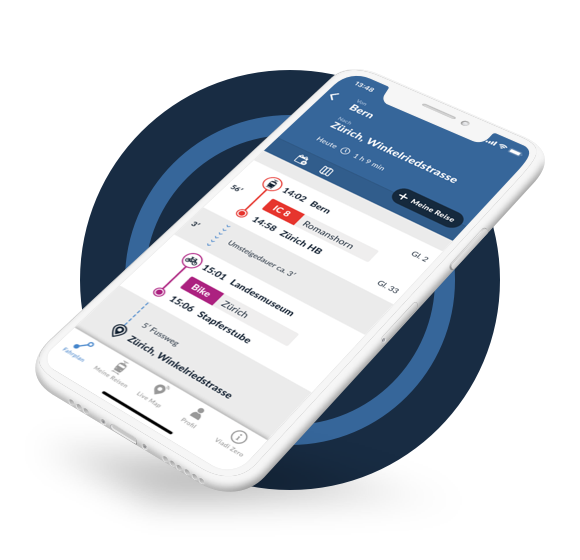 13:48
Von
Bern
Nach
Zürich, Winkelriedstrasse
Heute 1 h 9 min
+ Meine Reise
56'
14:02 Bern
Gl. 2
IC 8 Romanshorn
14:58 Zürich HB
Gl. 33
3'
Umsteigedauer ca. 3'
15:01 Landesmuseum
Bike Zürich
15:06 Stapferstube
5' Fussweg
Zürich, Winkelriedstrasse
Fahrplan
Meine Reisen
Live Map
Profil
Viadi Zero